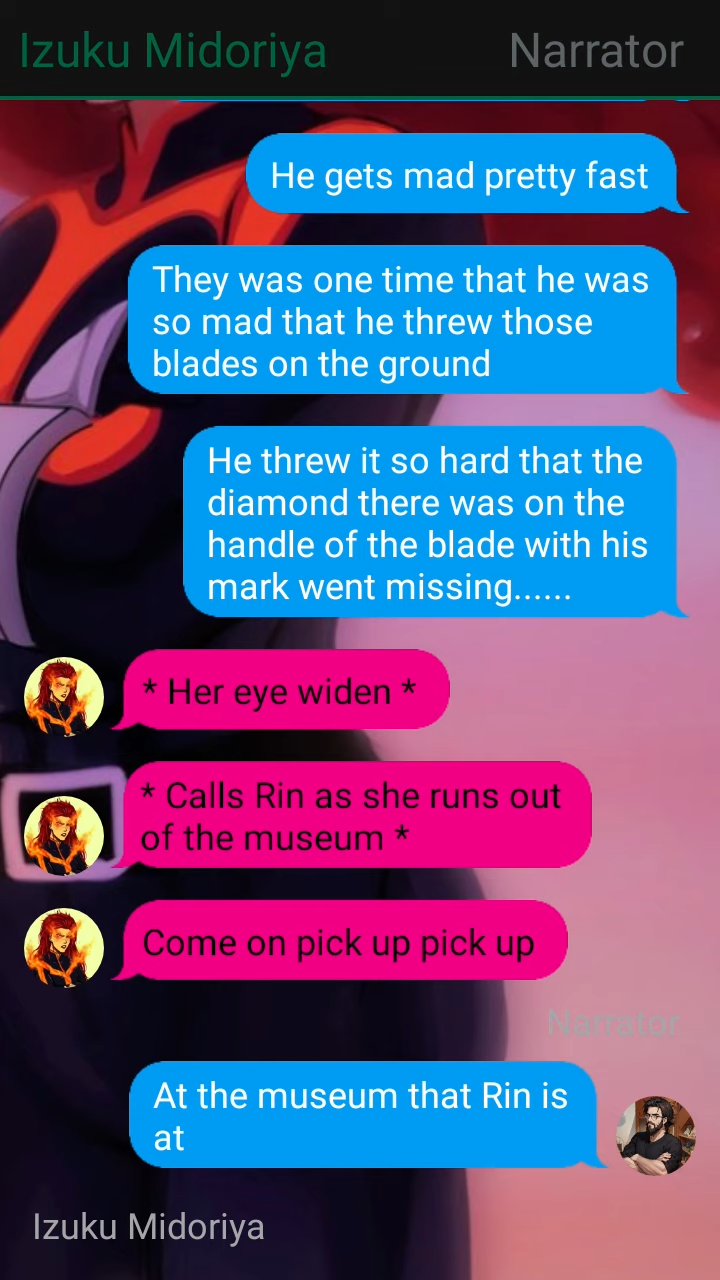 Izuku Midoriya
Narrator
He gets mad pretty fast
They was one time that he was
so mad that he threw those
blades on the ground
He threw it so hard that the
diamond there was on the
handle of the blade with his
mark went missing......
* Her eye widen *
* Calls Rin as she runs out
of the museum *
Come on pick up pick up
Narrator
At the museum that Rin is
at
Izuku Midoriya